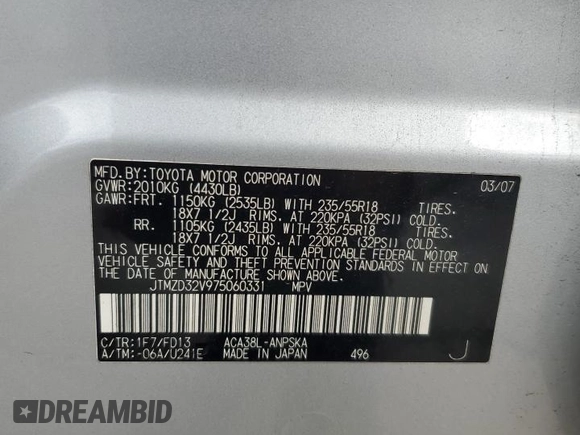 MFD.BY:TOYOTA MOTOR CORPORATION 03/07
GVWR:2010KG (4430LB)
GAWR:FRT. 1150KG (2535LB) WITH 235/55R18 TIRES.
18X7 1/2J RIMS. AT 220KPA (32PSI) COLD.
RR. 1105KG (2435LB) WITH 235/55R18 TIRES.
18X7 1/2J RIMS. AT 220KPA (32PSI) COLD.
THIS VEHICLE CONFORMS TO ALL APPLICABLE FEDERAL MOTOR
VEHICLE SAFETY AND THEFT PREVENTION STANDARDS IN EFFECT ON
THE DATE OF MANUFACTURE SHOWN ABOVE.
JTMZD32V975060331 MPV
C/TR:1F7/FD13 ACA38L-ANPSKA
A/TM:-06A/U241E MADE IN JAPAN 496 J
DREAMBID